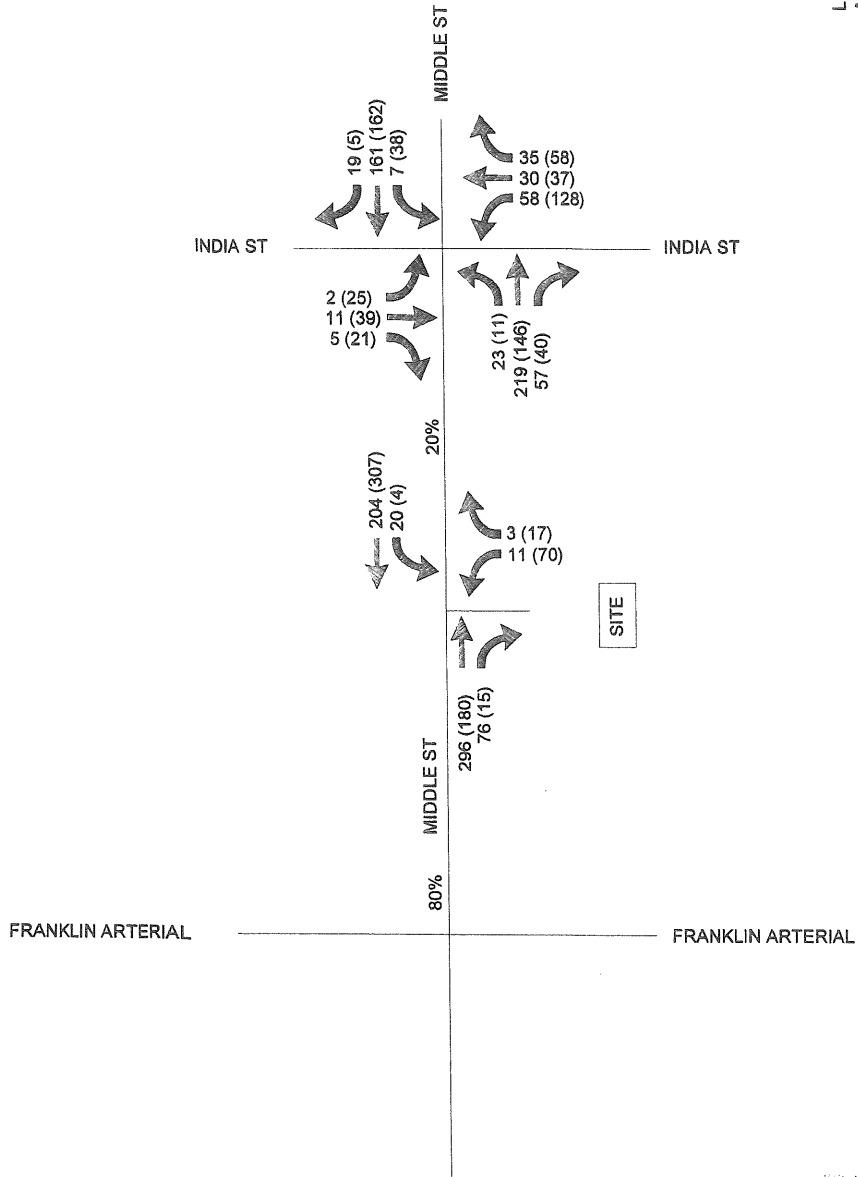 MIDDLE ST
19 (5)
161 (162)
7 (38)
35 (58)
30 (37)
58 (128)
INDIA ST
INDIA ST
2 (25)
11 (39)
5 (21)
23 (11)
219 (146)
57 (40)
20%
204 (307)
20 (4)
3 (17)
11 (70)
SITE
296 (180)
76 (15)
MIDDLE ST
80%
FRANKLIN ARTERIAL
FRANKLIN ARTERIAL